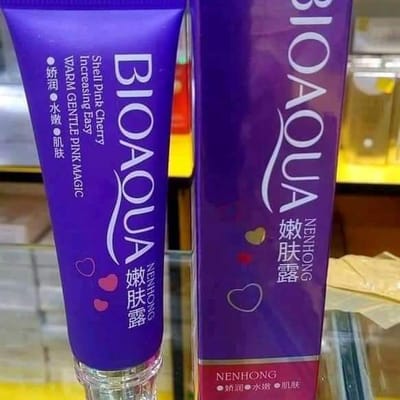 BIOAQUA
Shell Pink Cherry
Increasing Easy
WARM GENTLE PINK MAGIC
●娇润●水嫩●肌肤
NENHONG
嫩肤露
BIOAQUA
NENHONG
嫩肤露
NENHONG
●娇润 ●水嫩 ●肌肤